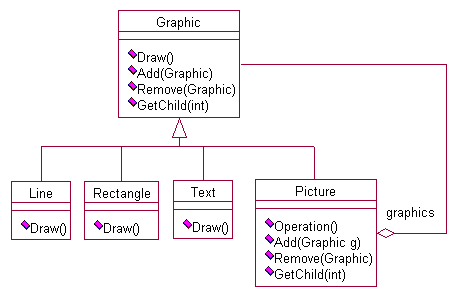 Graphic
Draw()
Add(Graphic)
Remove(Graphic)
GetChild(int)
Line
Draw()
Rectangle
Draw()
Text
Draw()
Picture
Operation()
Add(Graphic g)
Remove(Graphic)
GetChild(int)
graphics